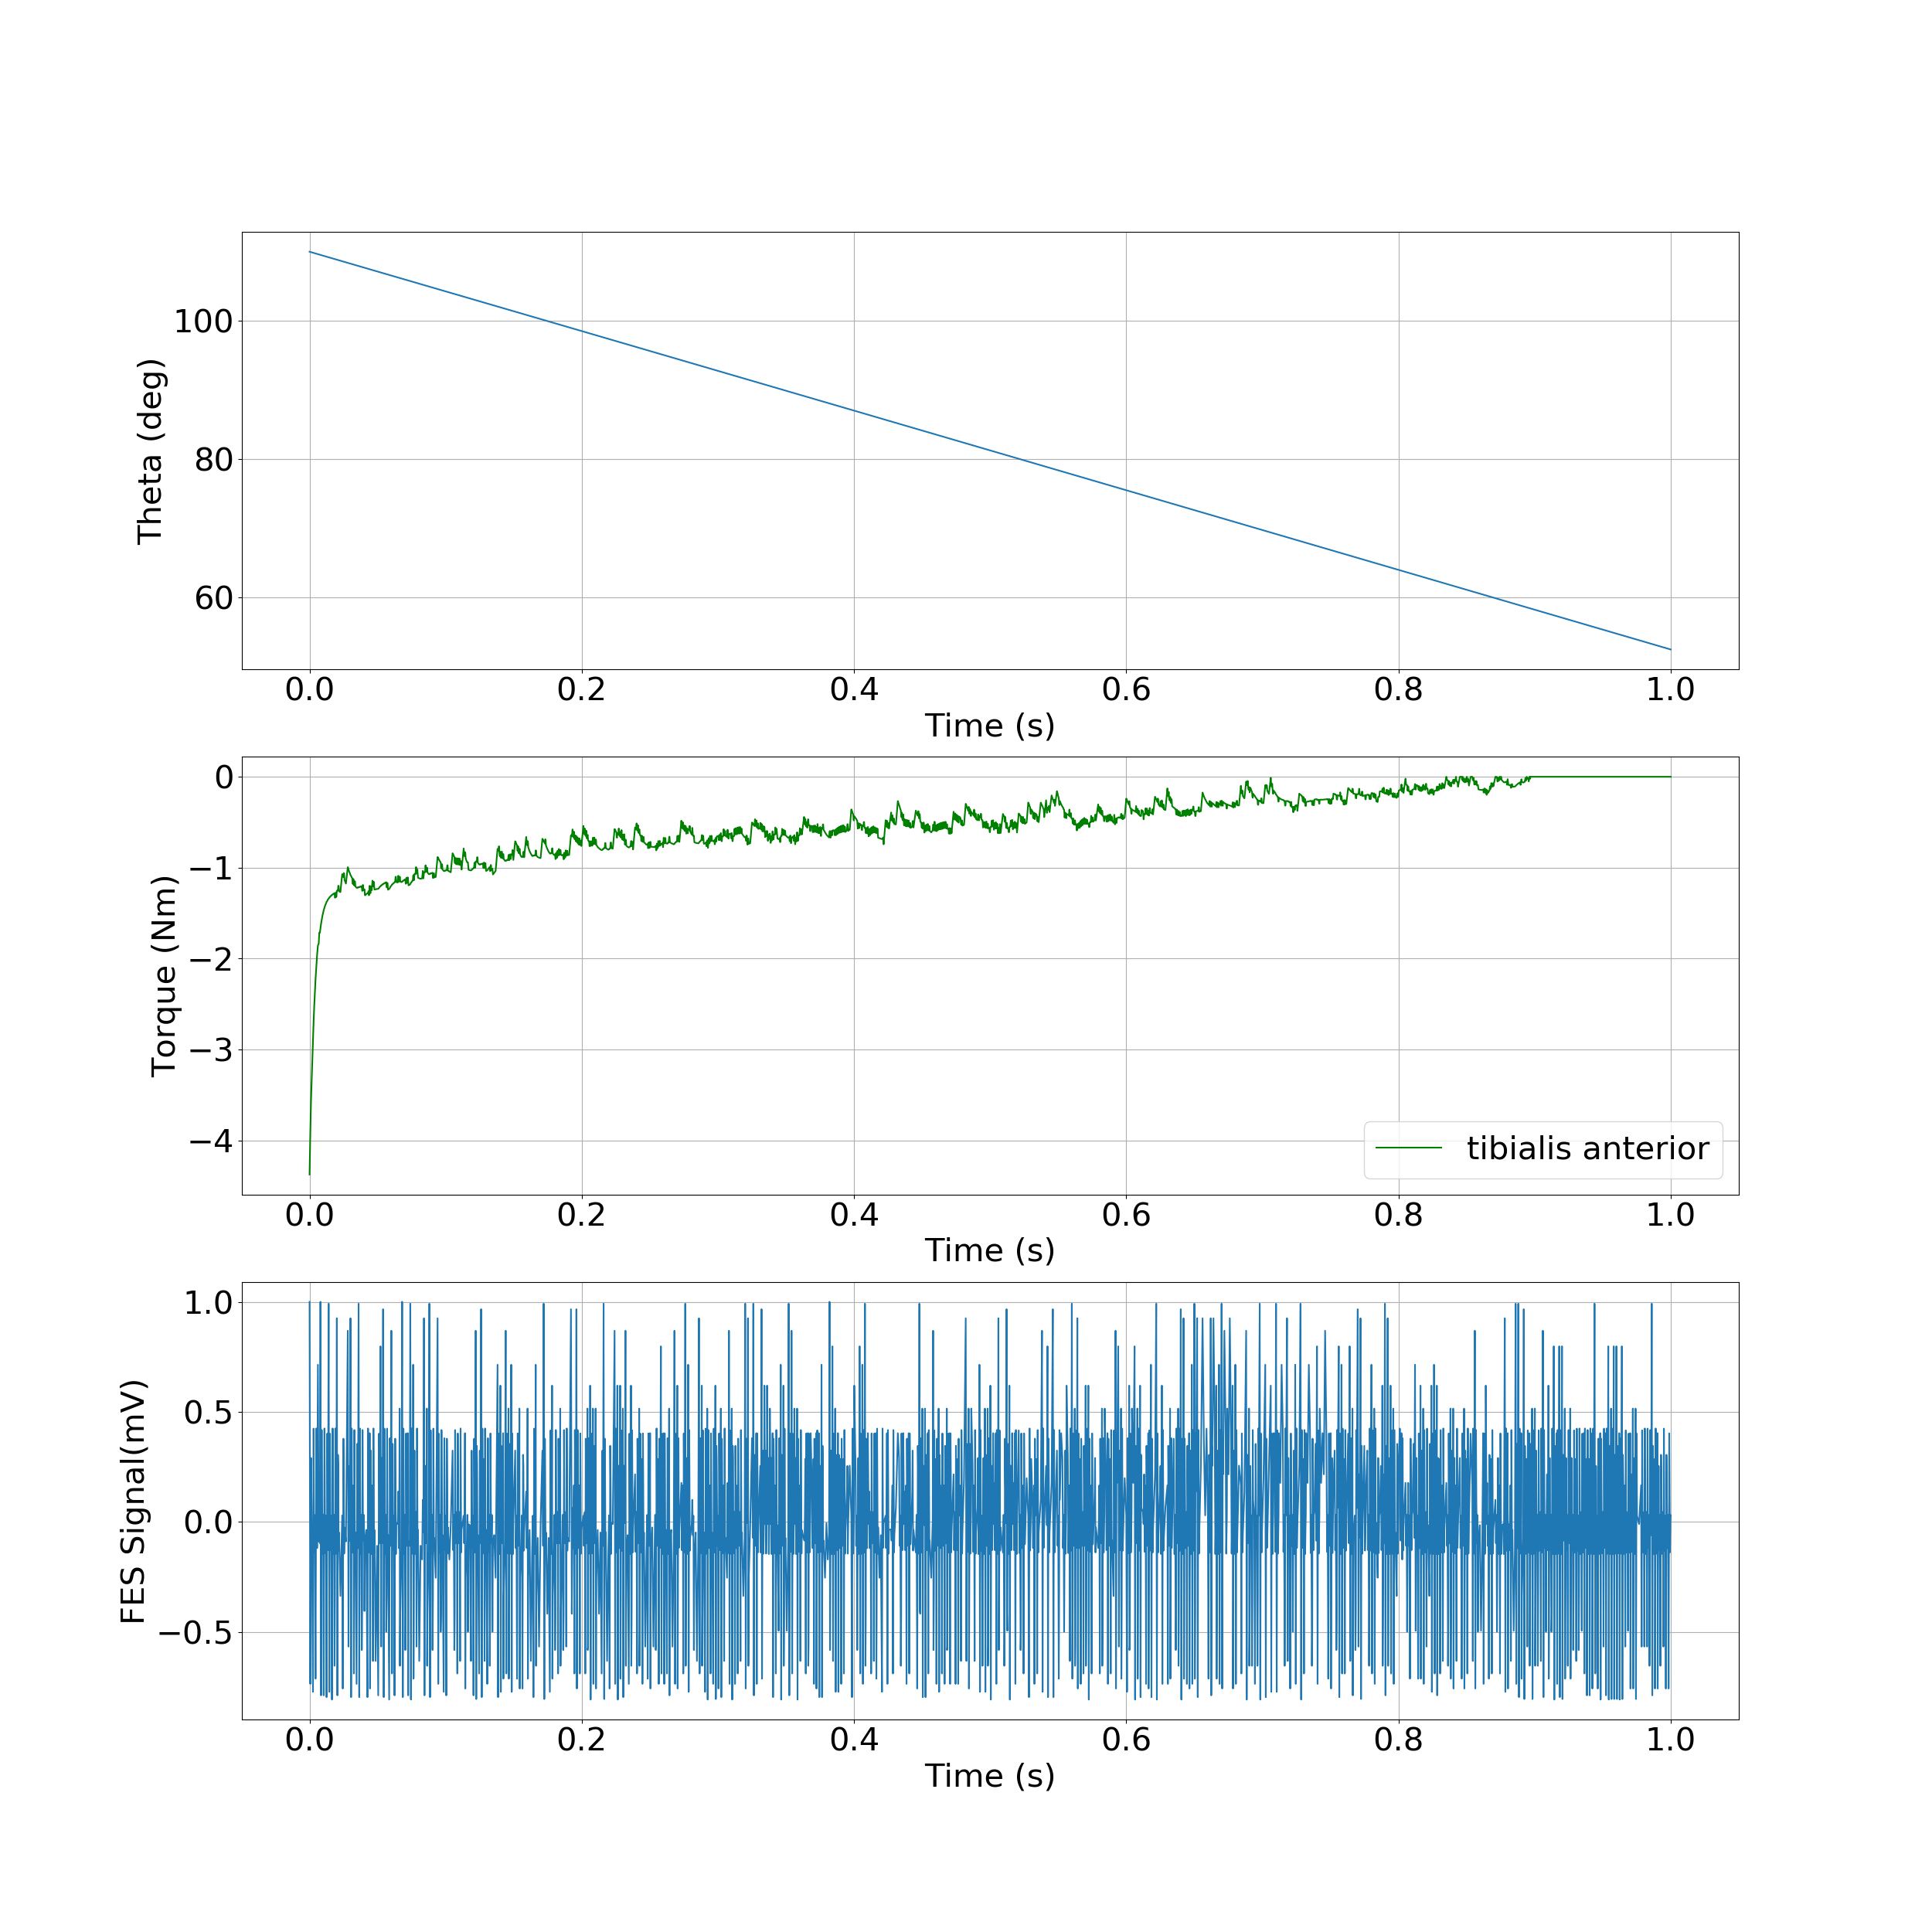 100
80
60
Theta (deg)
0.0 0.2 0.4 0.6 0.8 1.0
Time (s)
0
−1
−2
−3
−4
Torque (Nm)
tibialis anterior
0.0 0.2 0.4 0.6 0.8 1.0
Time (s)
1.0
0.5
0.0
−0.5
FES Signal(mV)
0.0 0.2 0.4 0.6 0.8 1.0
Time (s)